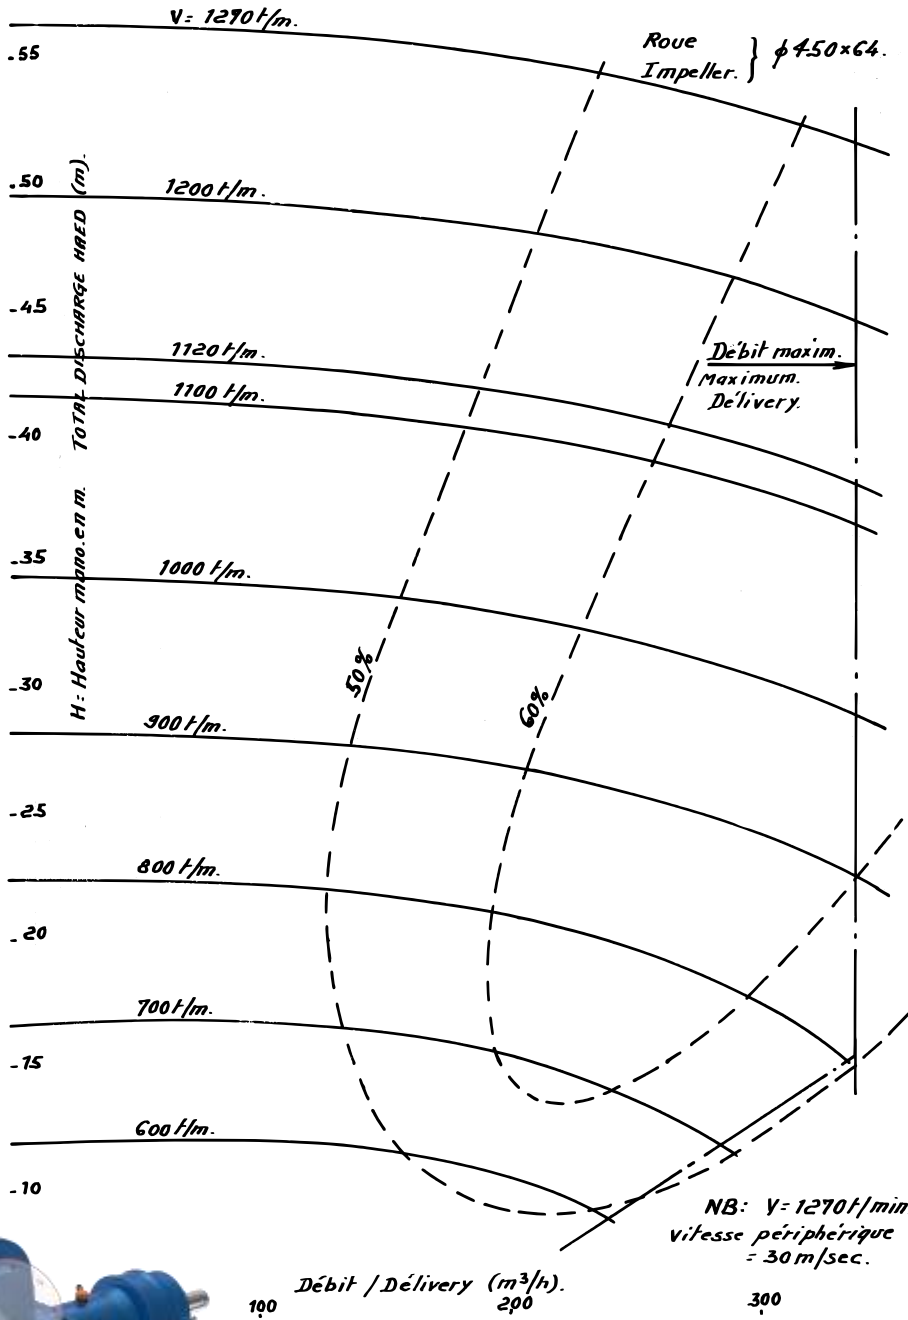 V= 1270 t/m.
Roue
Impeller. } ϕ 450×64.
.55
.50
1200 t/m.
-45
1120 t/m.
Débit maxim.
Maximum.
Délivery.
1100 t/m.
-40
H: Hauteur mano. en m. TOTAL DISCHARGE HAED (m).
-35
1000 t/m.
50%
60%
-30
900 t/m.
-25
800 t/m.
-20
700 t/m.
-15
600 t/m.
-10
NB: V=1270 t/min
vitesse périphérique
= 30 m/sec.
Débit / Délivery (m³/h).
100 200 300